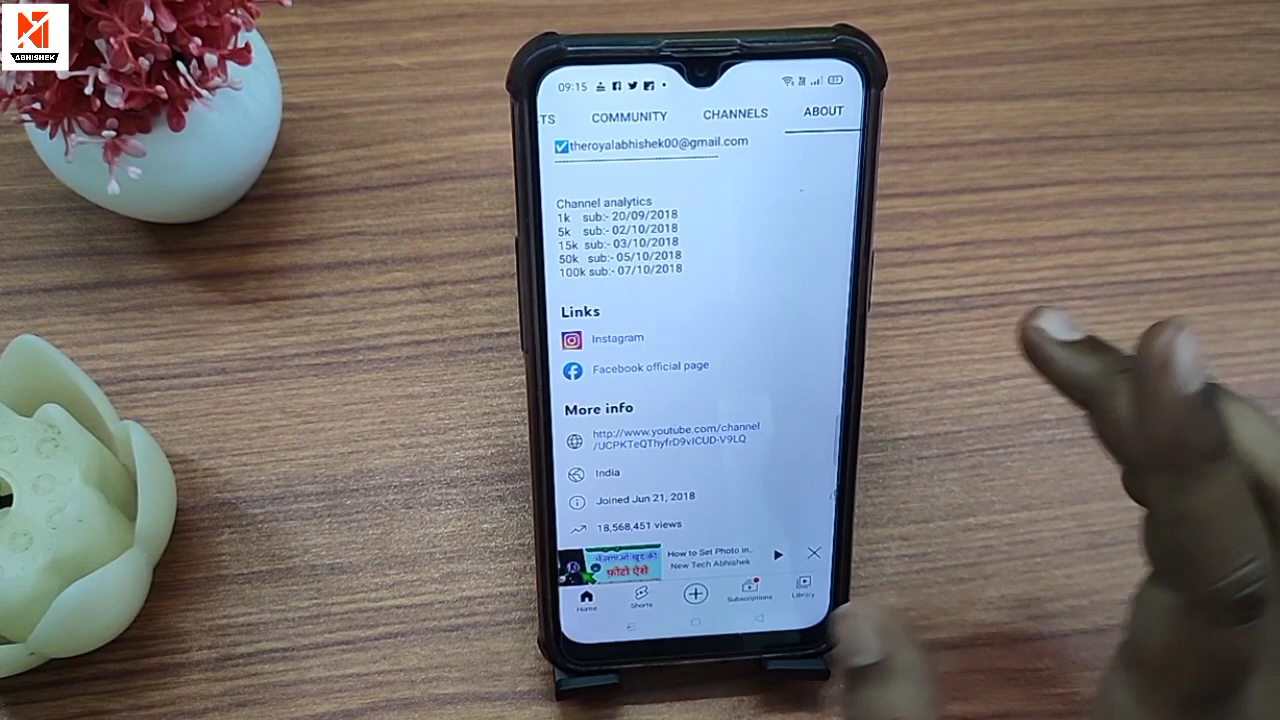 ABHISHEK
09:15
TS COMMUNITY CHANNELS ABOUT
theroyalabhishek00@gmail.com
Channel analytics
1k sub:- 20/09/2018
5k sub:- 02/10/2018
15k sub:- 03/10/2018
50k sub:- 05/10/2018
100k sub:- 07/10/2018
Links
Instagram
Facebook official page
More info
http://www.youtube.com/channel
/UCPKTeQThyfrD9vICUD-V9LQ
India
Joined Jun 21, 2018
18,568,451 views
How to Set Photo in..
New Tech Abhishek
फोटो ऐसे
Home Shorts Subscriptions Library